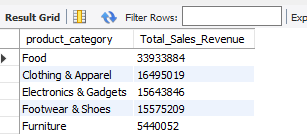 Result Grid Filter Rows: Exp
product_category Total_Sales_Revenue
Food 33933884
Clothing & Apparel 16495019
Electronics & Gadgets 15643846
Footwear & Shoes 15575209
Furniture 5440052